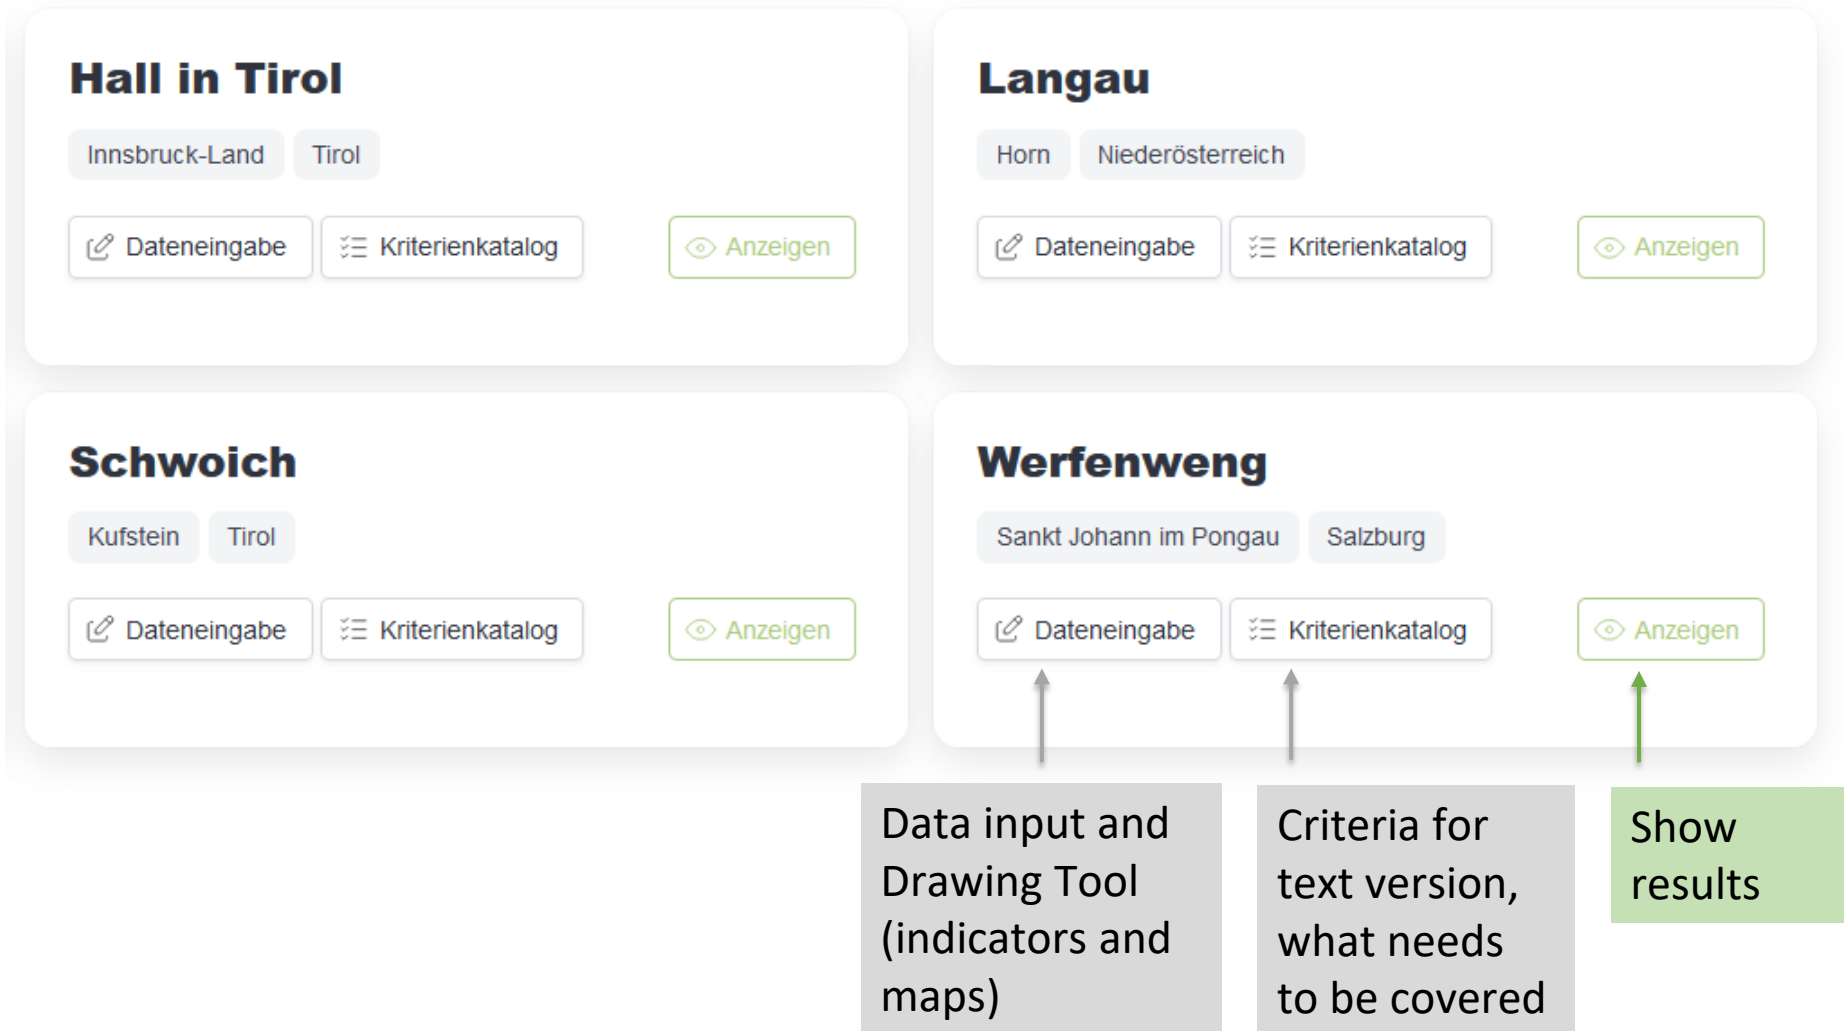 Hall in Tirol
Innsbruck-Land Tirol
Dateneingabe Kriterienkatalog Anzeigen
Langau
Horn Niederösterreich
Dateneingabe Kriterienkatalog Anzeigen
Schwoich
Kufstein Tirol
Dateneingabe Kriterienkatalog Anzeigen
Werfenweng
Sankt Johann im Pongau Salzburg
Dateneingabe Kriterienkatalog Anzeigen
Data input and
Drawing Tool
(indicators and
maps)
Criteria for
text version,
what needs
to be covered
Show
results